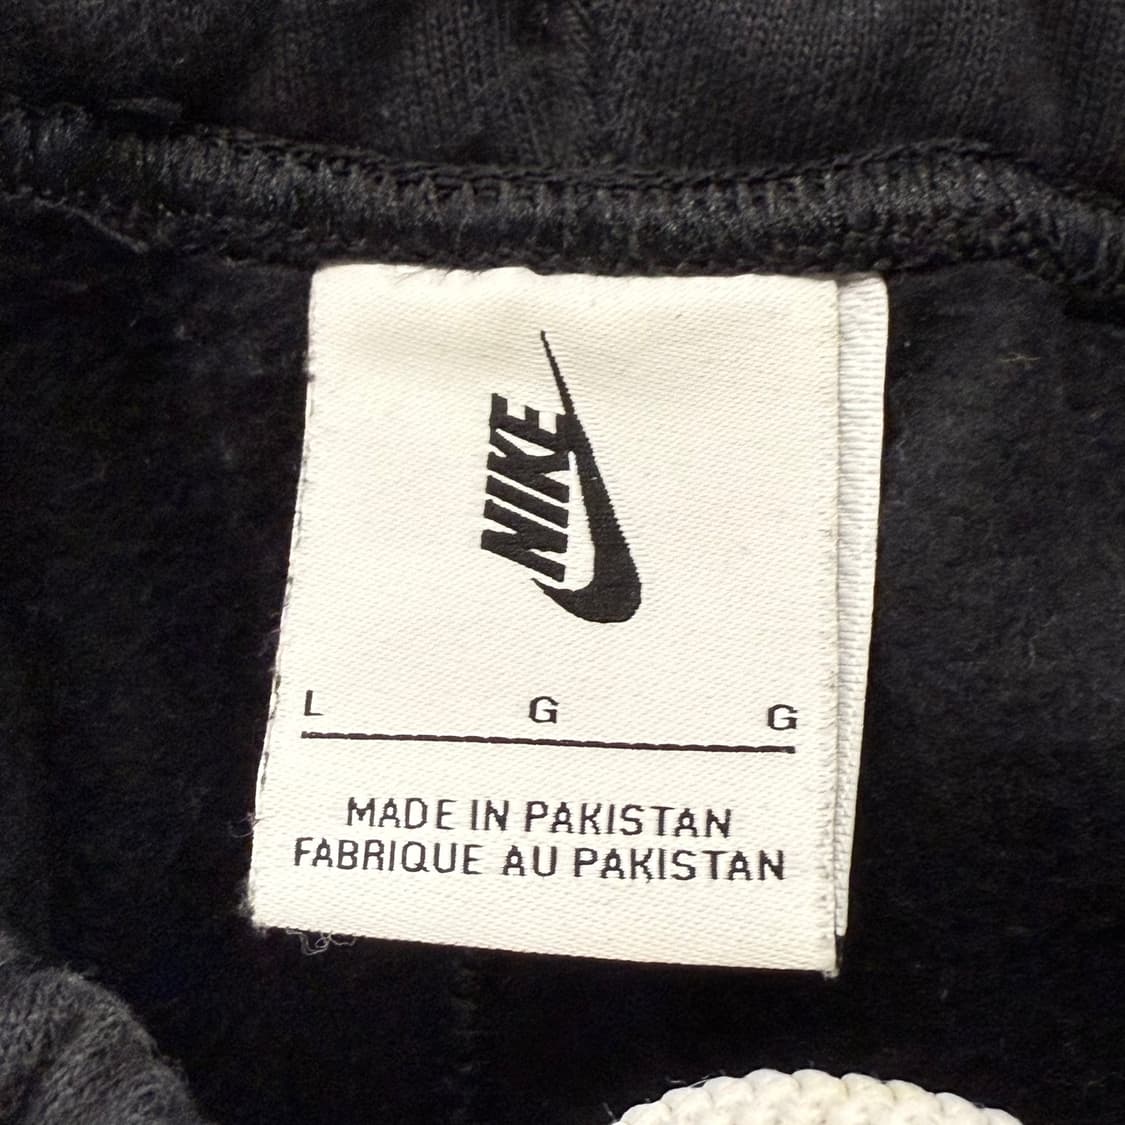 NIKE
L G G
MADE IN PAKISTAN
FABRIQUE AU PAKISTAN